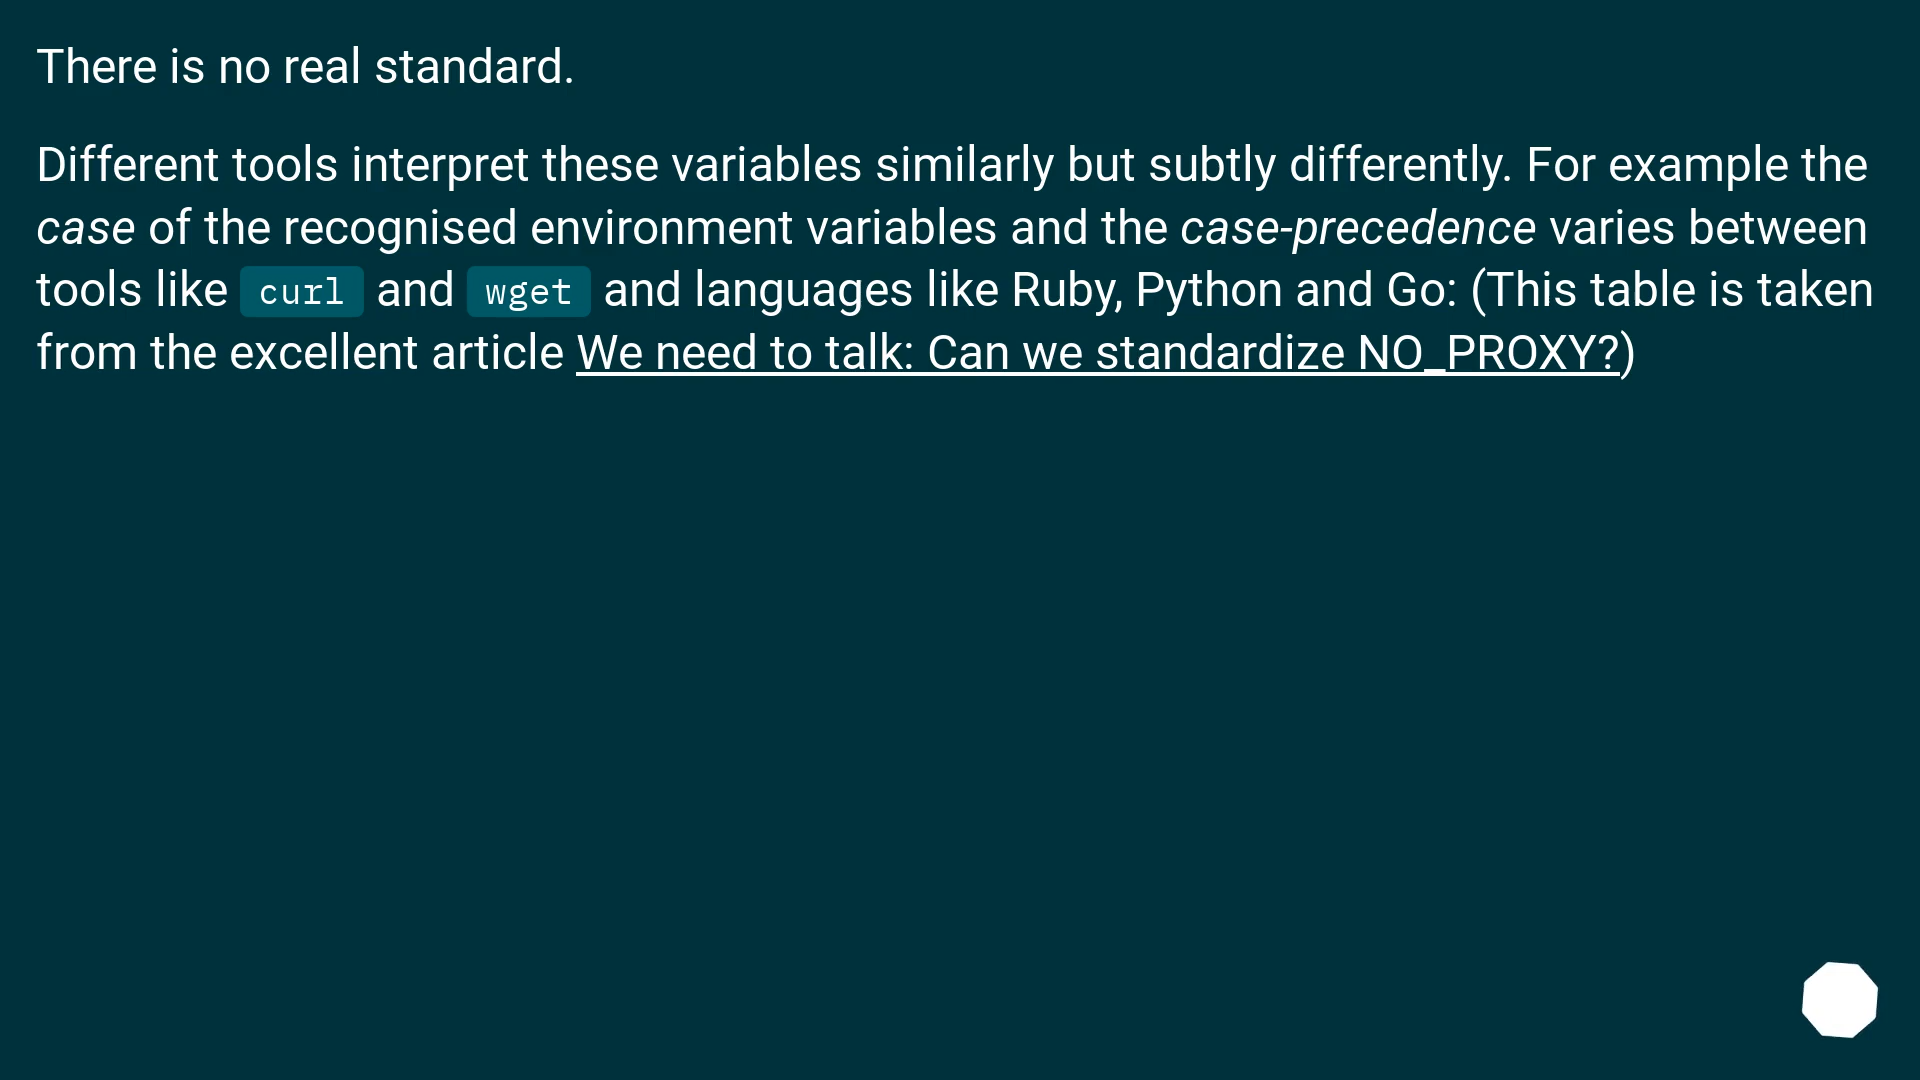 There is no real standard.
Different tools interpret these variables similarly but subtly differently. For example the
case of the recognised environment variables and the case-precedence varies between
tools like curl and wget and languages like Ruby, Python and Go: (This table is taken
from the excellent article We need to talk: Can we standardize NO_PROXY?)